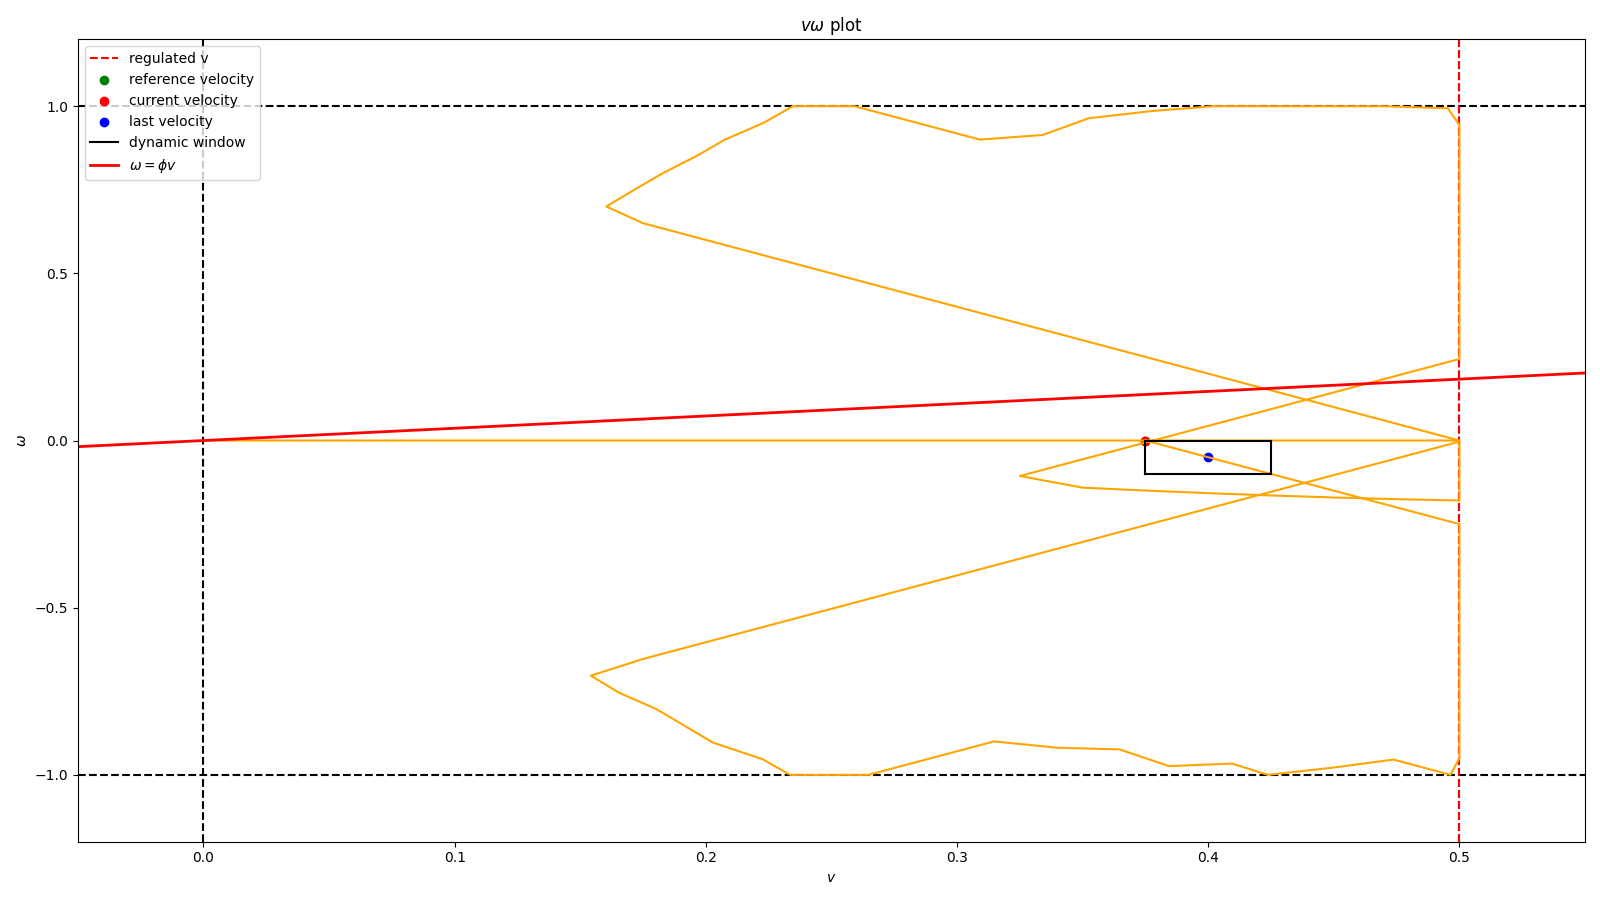 vω plot
regulated v
reference velocity
current velocity
last velocity
dynamic window
ω = ϕv
1.0
0.5
0.0
−0.5
−1.0
ω
0.0
0.1
0.2
0.3
0.4
0.5
v